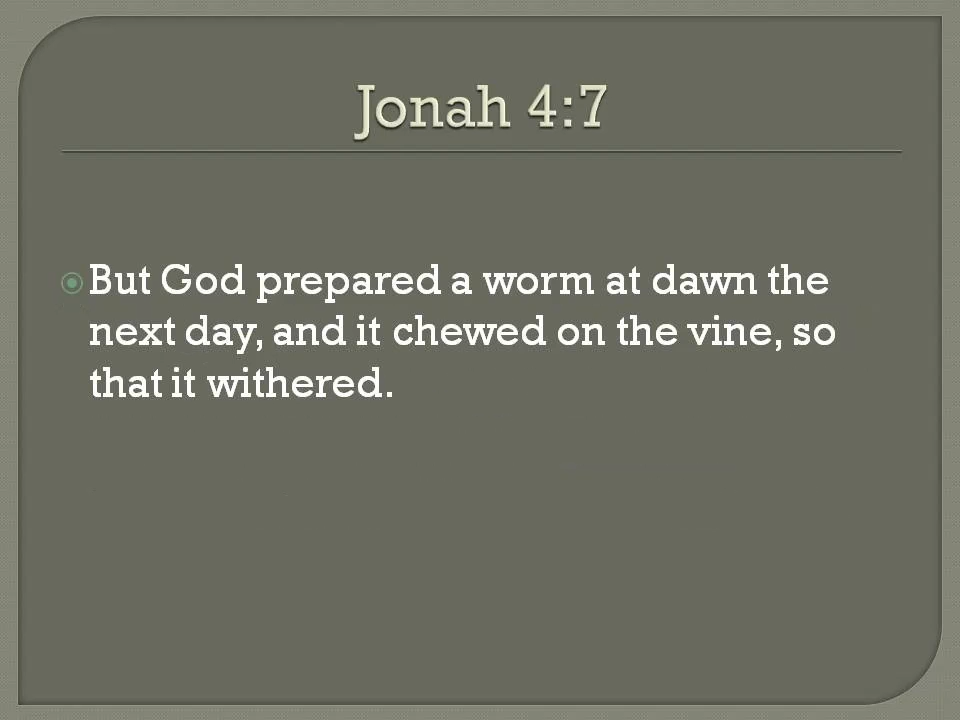 Jonah 4:7
But God prepared a worm at dawn the
next day, and it chewed on the vine, so
that it withered.